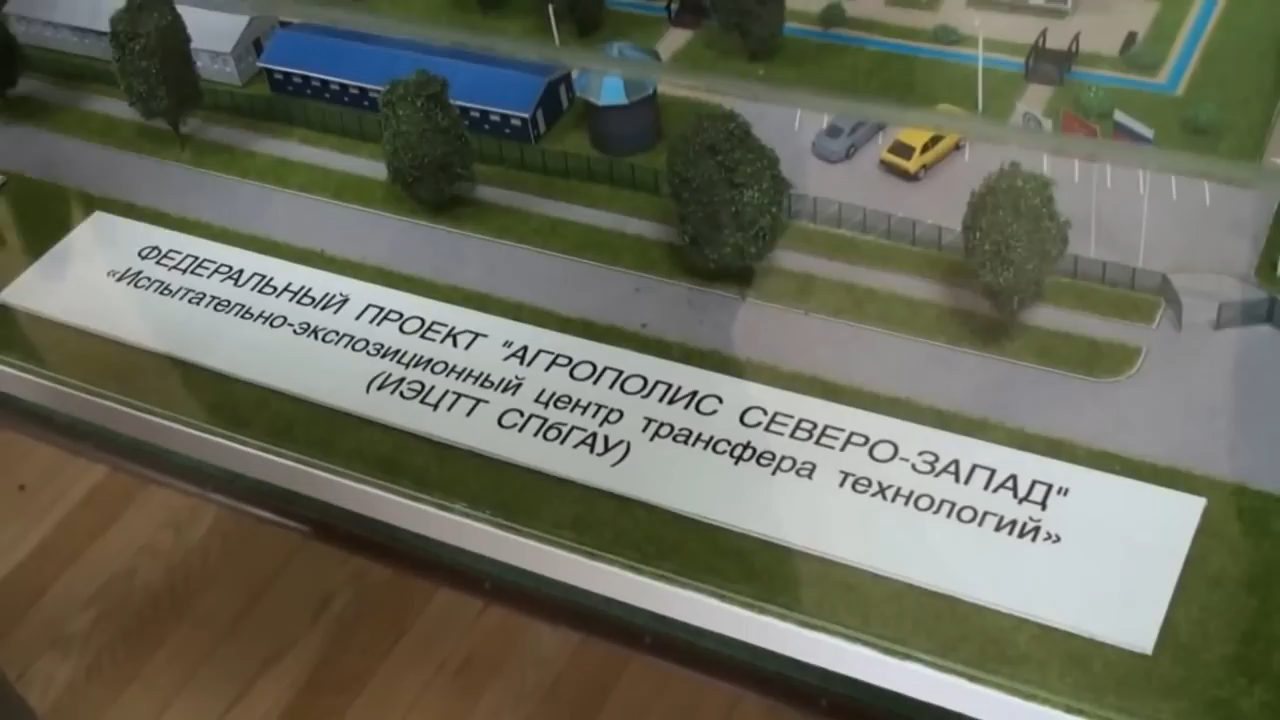 ФЕДЕРАЛЬНЫЙ ПРОЕКТ "АГРОПОЛИС СЕВЕРО-ЗАПАД"
«Испытательно-экспозиционный центр трансфера технологий»
(ИЭЦТТ СПбГАУ)